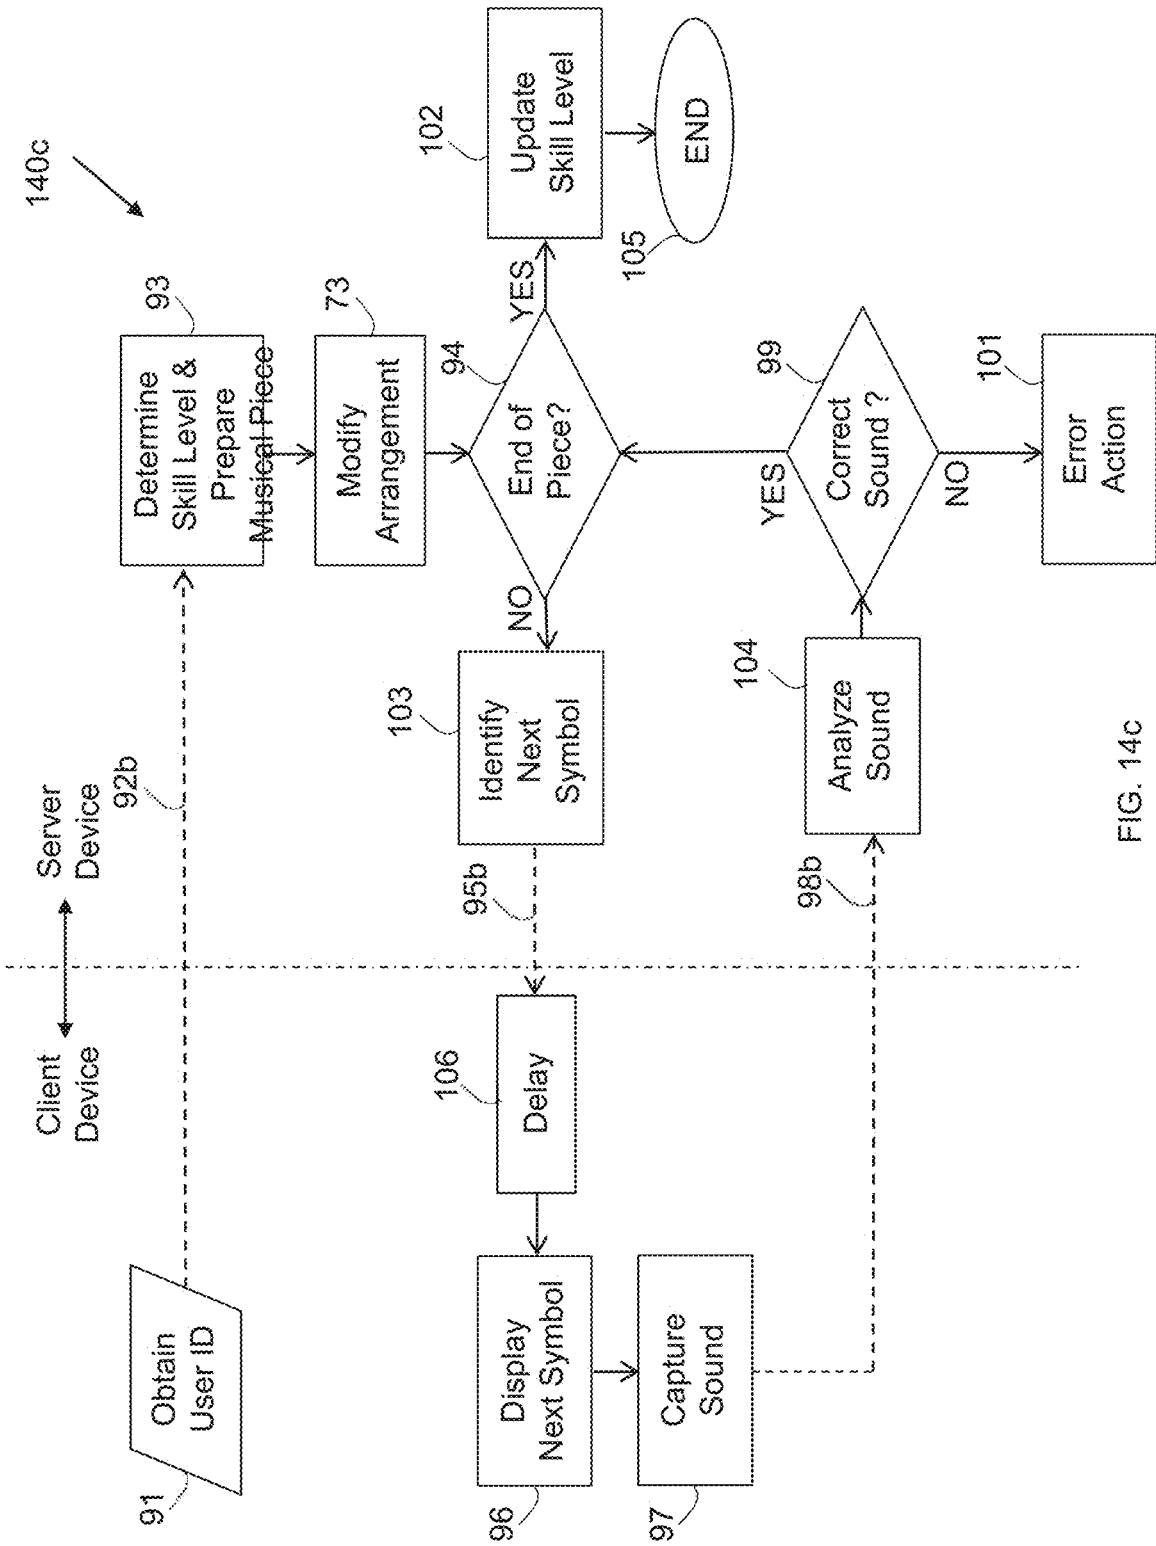 140c
Client
Device
Server
Device
91
Obtain
User ID
92b
93
Determine
Skill Level &
Prepare
Musical Piece
73
Modify
Arrangement
94
End of
Piece?
YES
NO
102
Update
Skill Level
105
END
103
Identify
Next
Symbol
95b
106
Delay
96
Display
Next Symbol
97
Capture
Sound
98b
104
Analyze
Sound
99
Correct
Sound ?
YES
NO
101
Error
Action
FIG. 14c